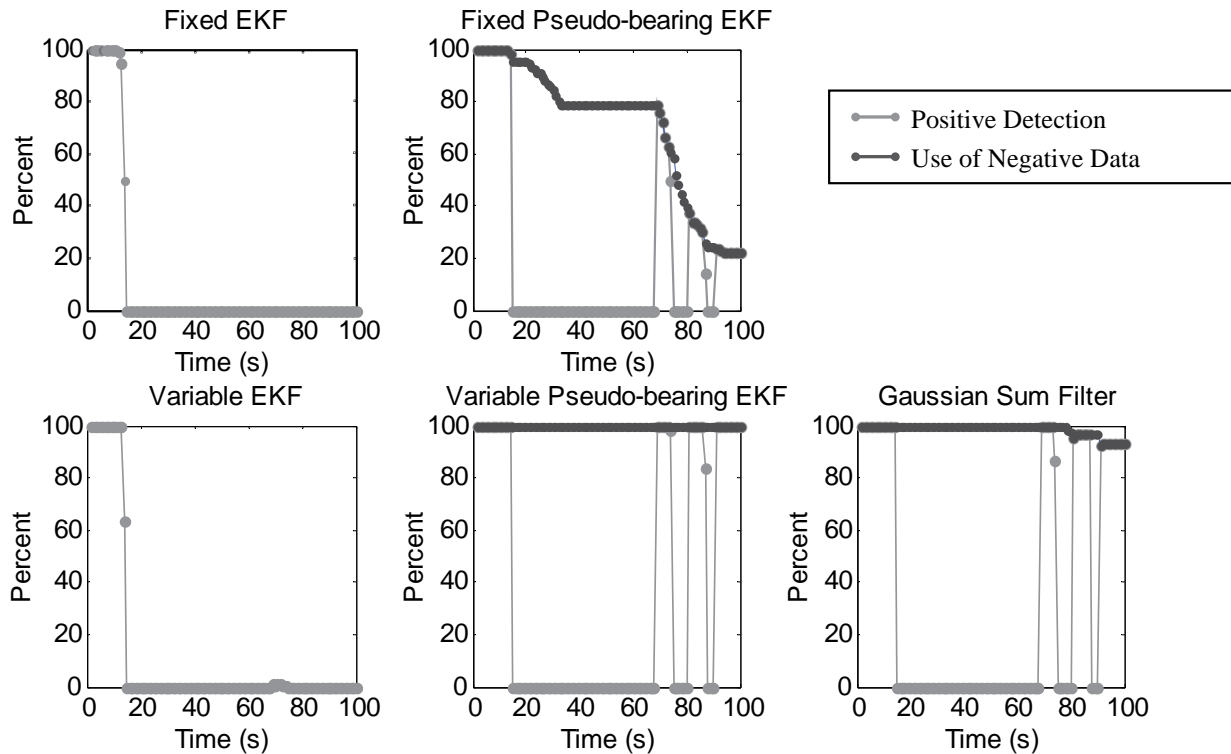 Fixed EKF
100
80
60
40
20
0
Percent
0 20 40 60 80 100
Time (s)
Fixed Pseudo-bearing EKF
100
80
60
40
20
0
Percent
0 20 40 60 80 100
Time (s)
Positive Detection
Use of Negative Data
Variable EKF
100
80
60
40
20
0
Percent
0 20 40 60 80 100
Time (s)
Variable Pseudo-bearing EKF
100
80
60
40
20
0
Percent
0 20 40 60 80 100
Time (s)
Gaussian Sum Filter
100
80
60
40
20
0
Percent
0 20 40 60 80 100
Time (s)